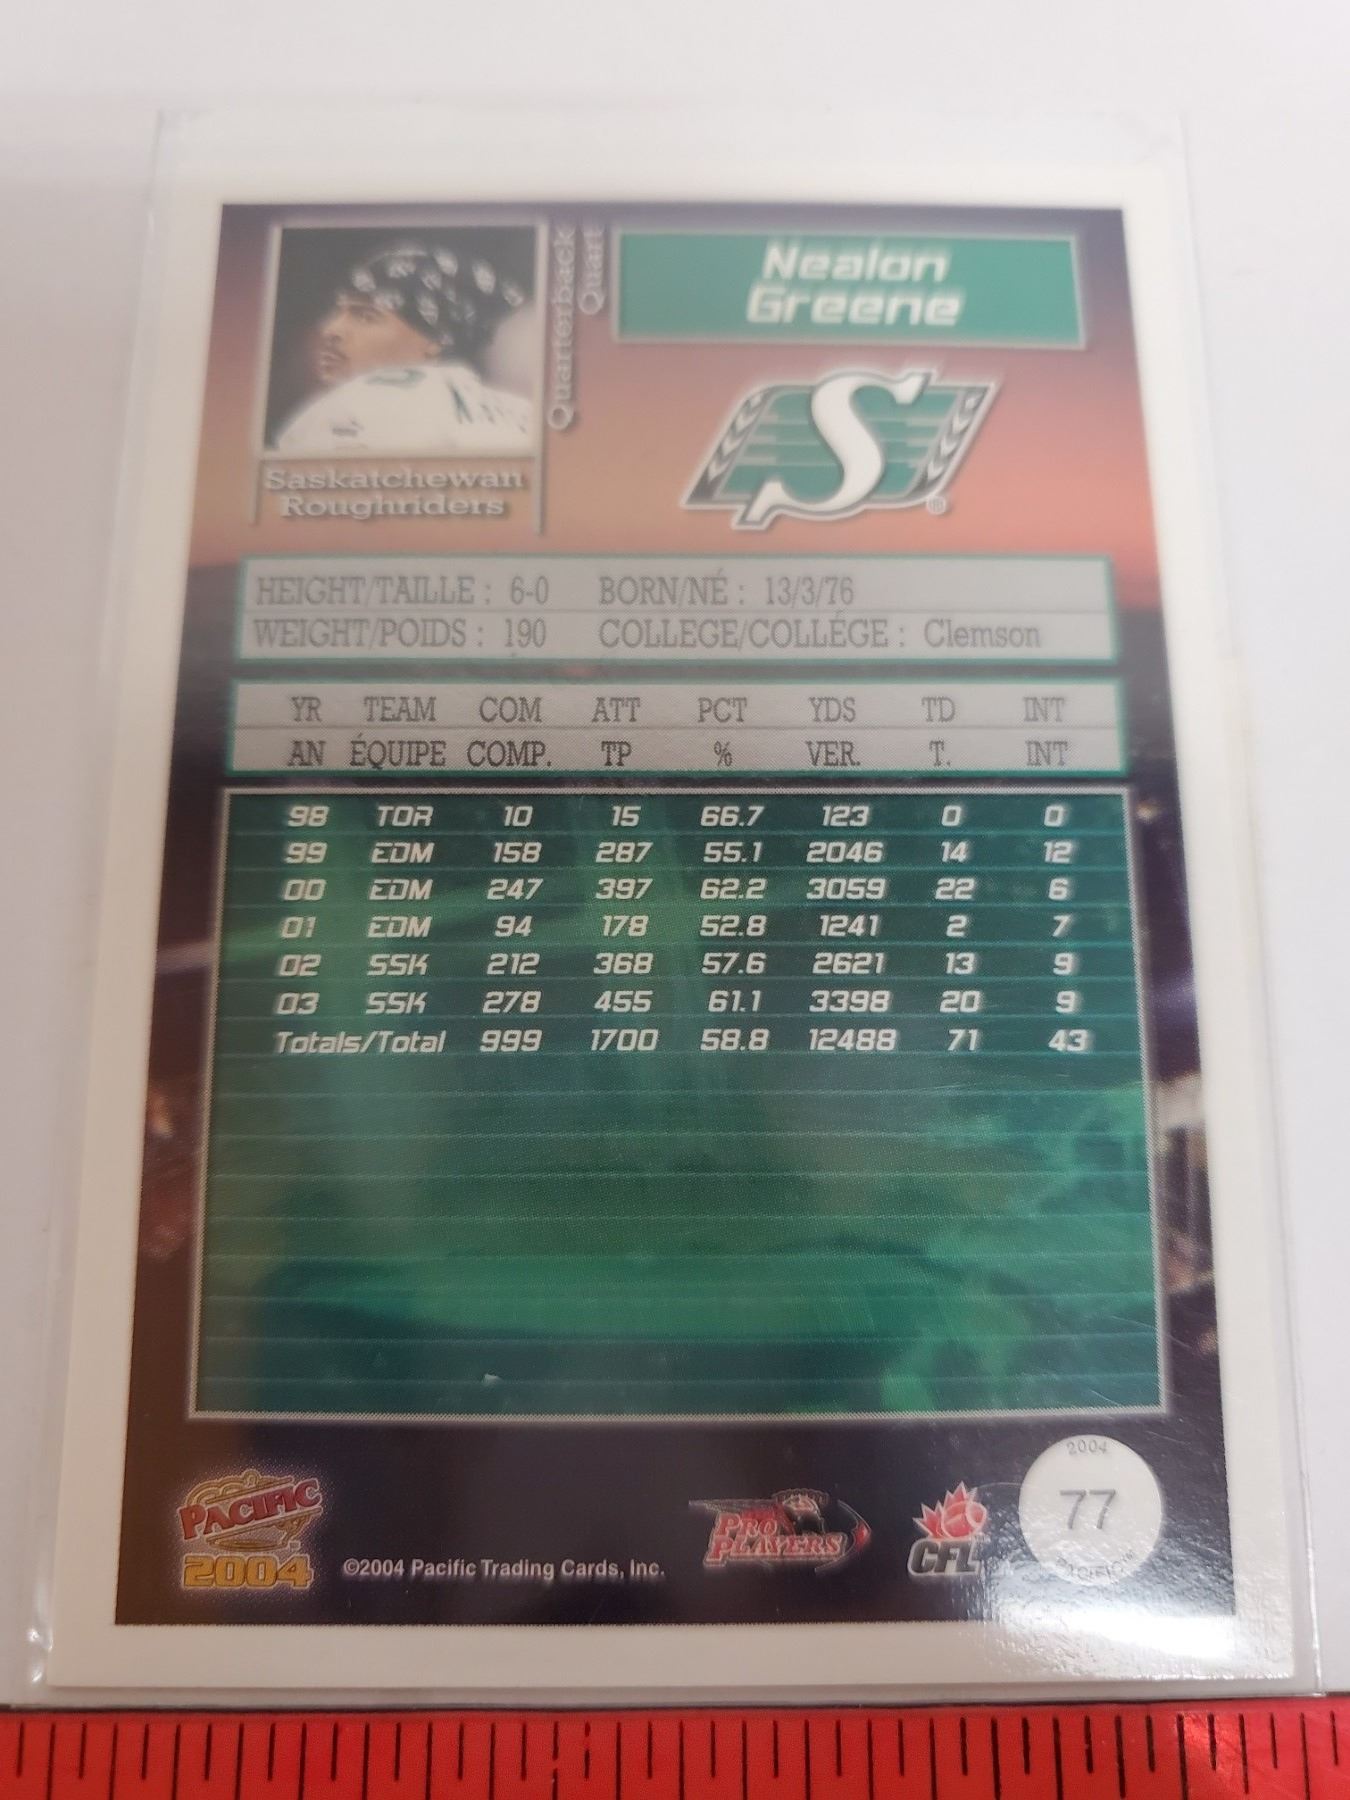 Quarterback
Quart
Nealon
Greene
Saskatchewan
Roughriders
S
HEIGHT/TAILLE : 6-0 BORN/NÉ : 13/3/76
WEIGHT/POIDS : 190 COLLEGE/COLLÉGE : Clemson
YR TEAM COM ATT PCT YDS TD INT
AN ÉQUIPE COMP. TP % VER. T. INT
98 TOR 10 15 66.7 123 0 0
99 EDM 158 287 55.1 2046 14 12
00 EDM 247 397 62.2 3059 22 6
01 EDM 94 178 52.8 1241 2 7
02 SSK 212 368 57.6 2621 13 9
03 SSK 278 455 61.1 3398 20 9
Totals/Total 999 1700 58.8 12488 71 43
PACIFIC
2004
©2004 Pacific Trading Cards, Inc.
PRO
PLAYERS
CFL
2004
77
PACIFIC